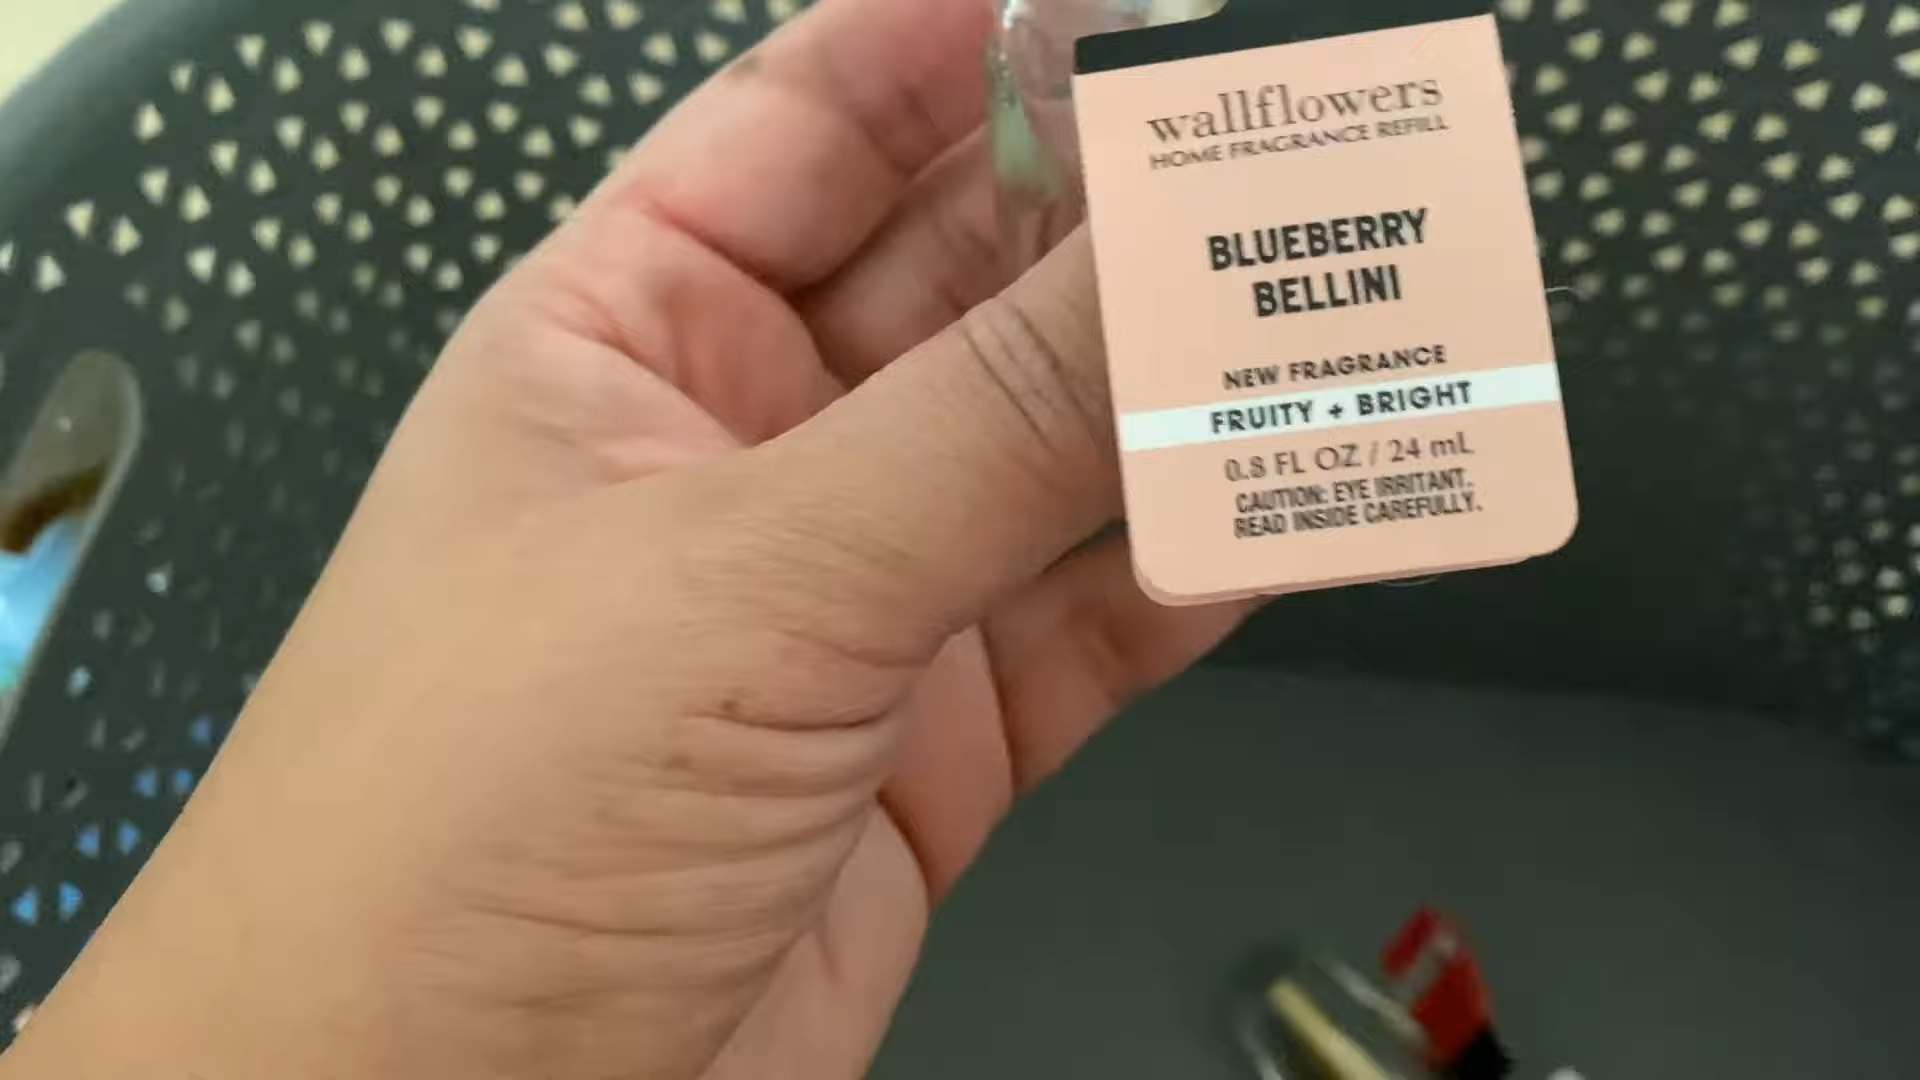 wallflowers
HOME FRAGRANCE REFILL
BLUEBERRY
BELLINI
NEW FRAGRANCE
FRUITY + BRIGHT
0.8 FL OZ / 24 mL
CAUTION: EYE IRRITANT.
READ INSIDE CAREFULLY.